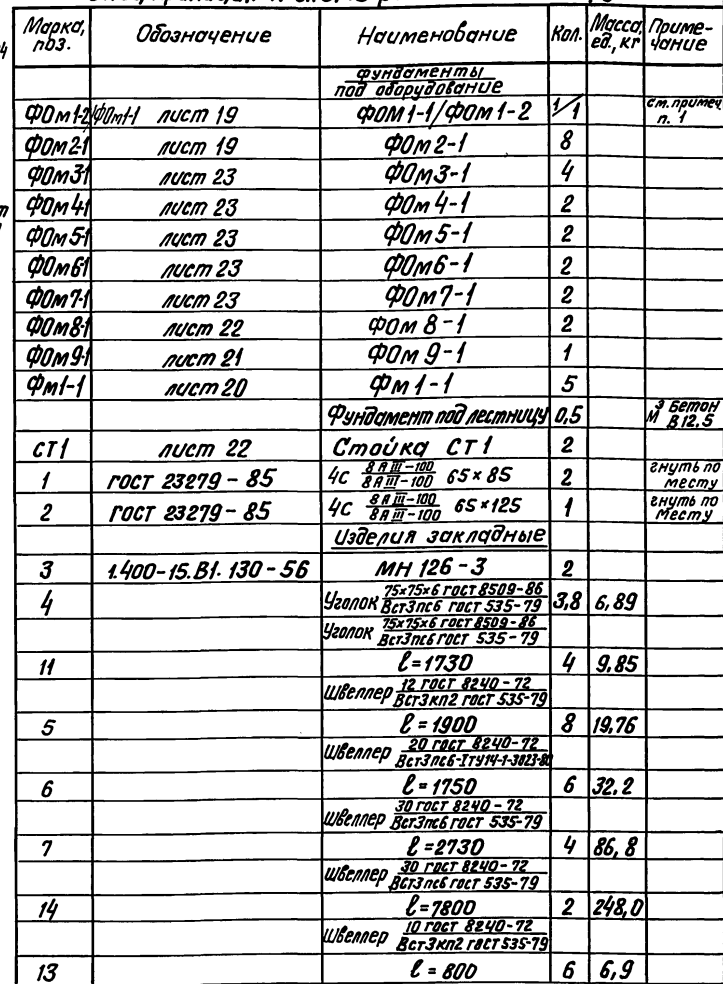 Марка, поз. Обозначение Наименование Кол. Масса ед., кг Приме-чание
Фундаменты
под оборудование
ФОм1-2/ФОм1-1 лист 19 ФОМ1-1/ФОм1-2 1/1 см. примеч. п. 1
ФОм2-1 лист 19 ФОм2-1 8
ФОм3-1 лист 23 ФОм3-1 4
ФОм4-1 лист 23 ФОм4-1 2
ФОм5-1 лист 23 ФОм5-1 2
ФОм6-1 лист 23 ФОм6-1 2
ФОм7-1 лист 23 ФОм7-1 2
ФОм8-1 лист 22 ФОм 8-1 2
ФОм9-1 лист 21 ФОм 9-1 1
Фм1-1 лист 20 Фм1-1 5
Фундамент под лестницу 0,5 м3 Бетон В 12.5
СТ1 лист 22 Стойка СТ1 2
1 ГОСТ 23279-85 4С 8АIII-100/8АIII-100 65×85 2 гнуть по месту
2 ГОСТ 23279-85 4С 8АIII-100/8АIII-100 65×125 1 гнуть по месту
Изделия закладные
3 1.400-15.В1.130-56 МН 126-3 2
4 Уголок 75×75×6 ГОСТ 8509-86/ВСт3пс6 ГОСТ 535-79 3,8 6,89
Уголок 75×75×6 ГОСТ 8509-86/ВСт3пс6 ГОСТ 535-79
11 ℓ=1730 4 9,85
Швеллер 12 ГОСТ 8240-72/ВСт3кп2 ГОСТ 535-79
5 ℓ=1900 8 19,76
Швеллер 20 ГОСТ 8240-72/ВСт3пс6-IТУ14-1-3023-80
6 ℓ=1750 6 32,2
Швеллер 30 ГОСТ 8240-72/ВСт3пс6 ГОСТ 535-79
7 ℓ=2730 4 86,8
Швеллер 30 ГОСТ 8240-72/ВСт3пс6 ГОСТ 535-79
14 ℓ=7800 2 248,0
Швеллер 10 ГОСТ 8240-72/ВСт3кп2 ГОСТ 535-79
13 ℓ=800 6 6,9